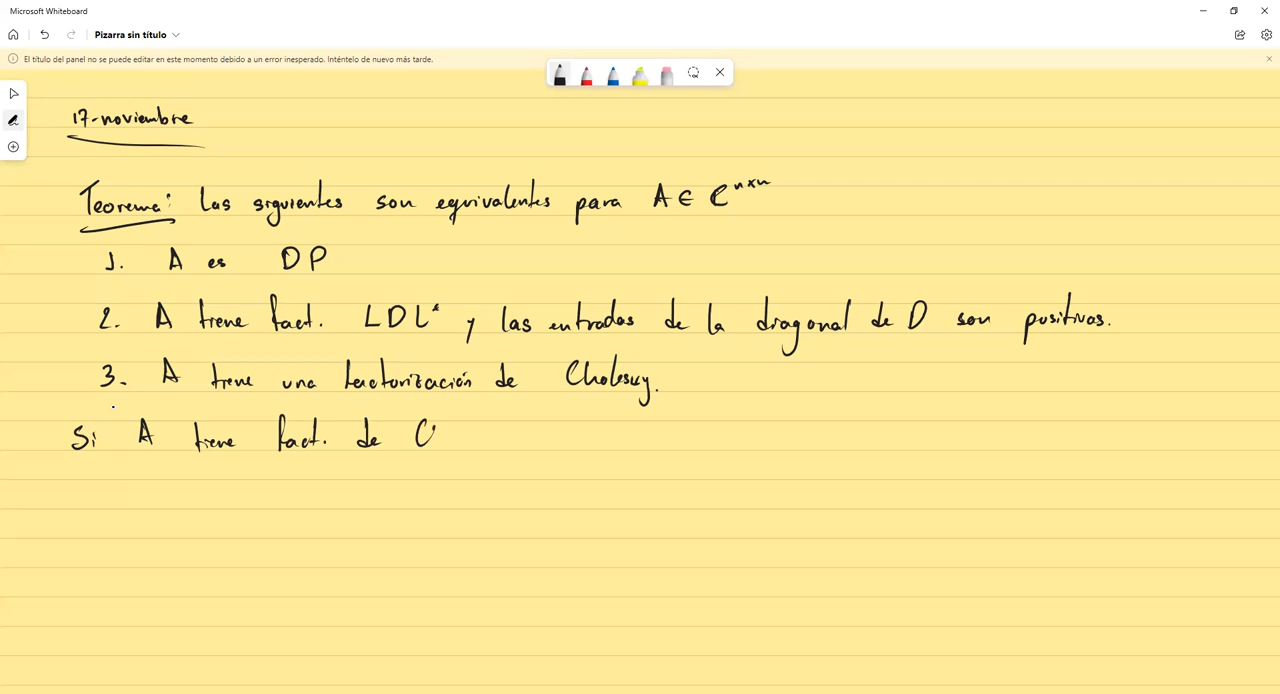 Microsoft Whiteboard
Pizarra sin título
El título del panel no se puede editar en este momento debido a un error inesperado. Inténtelo de nuevo más tarde.
17-noviembre
Teorema: Las siguientes son equivalentes para A ∈ ℂⁿˣⁿ
1. A es DP
2. A tiene fact. LDL* y las entradas de la diagonal de D son positivas.
3. A tiene una factorización de Cholesky.
Si A tiene fact. de C